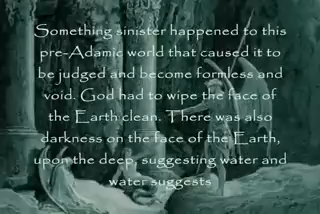 Something sinister happened to this
pre-Adamic world that caused it to
be judged and become formless and
void. God had to wipe the face of
the Earth clean. There was also
darkness on the face of the Earth,
upon the deep, suggesting water and
water suggests